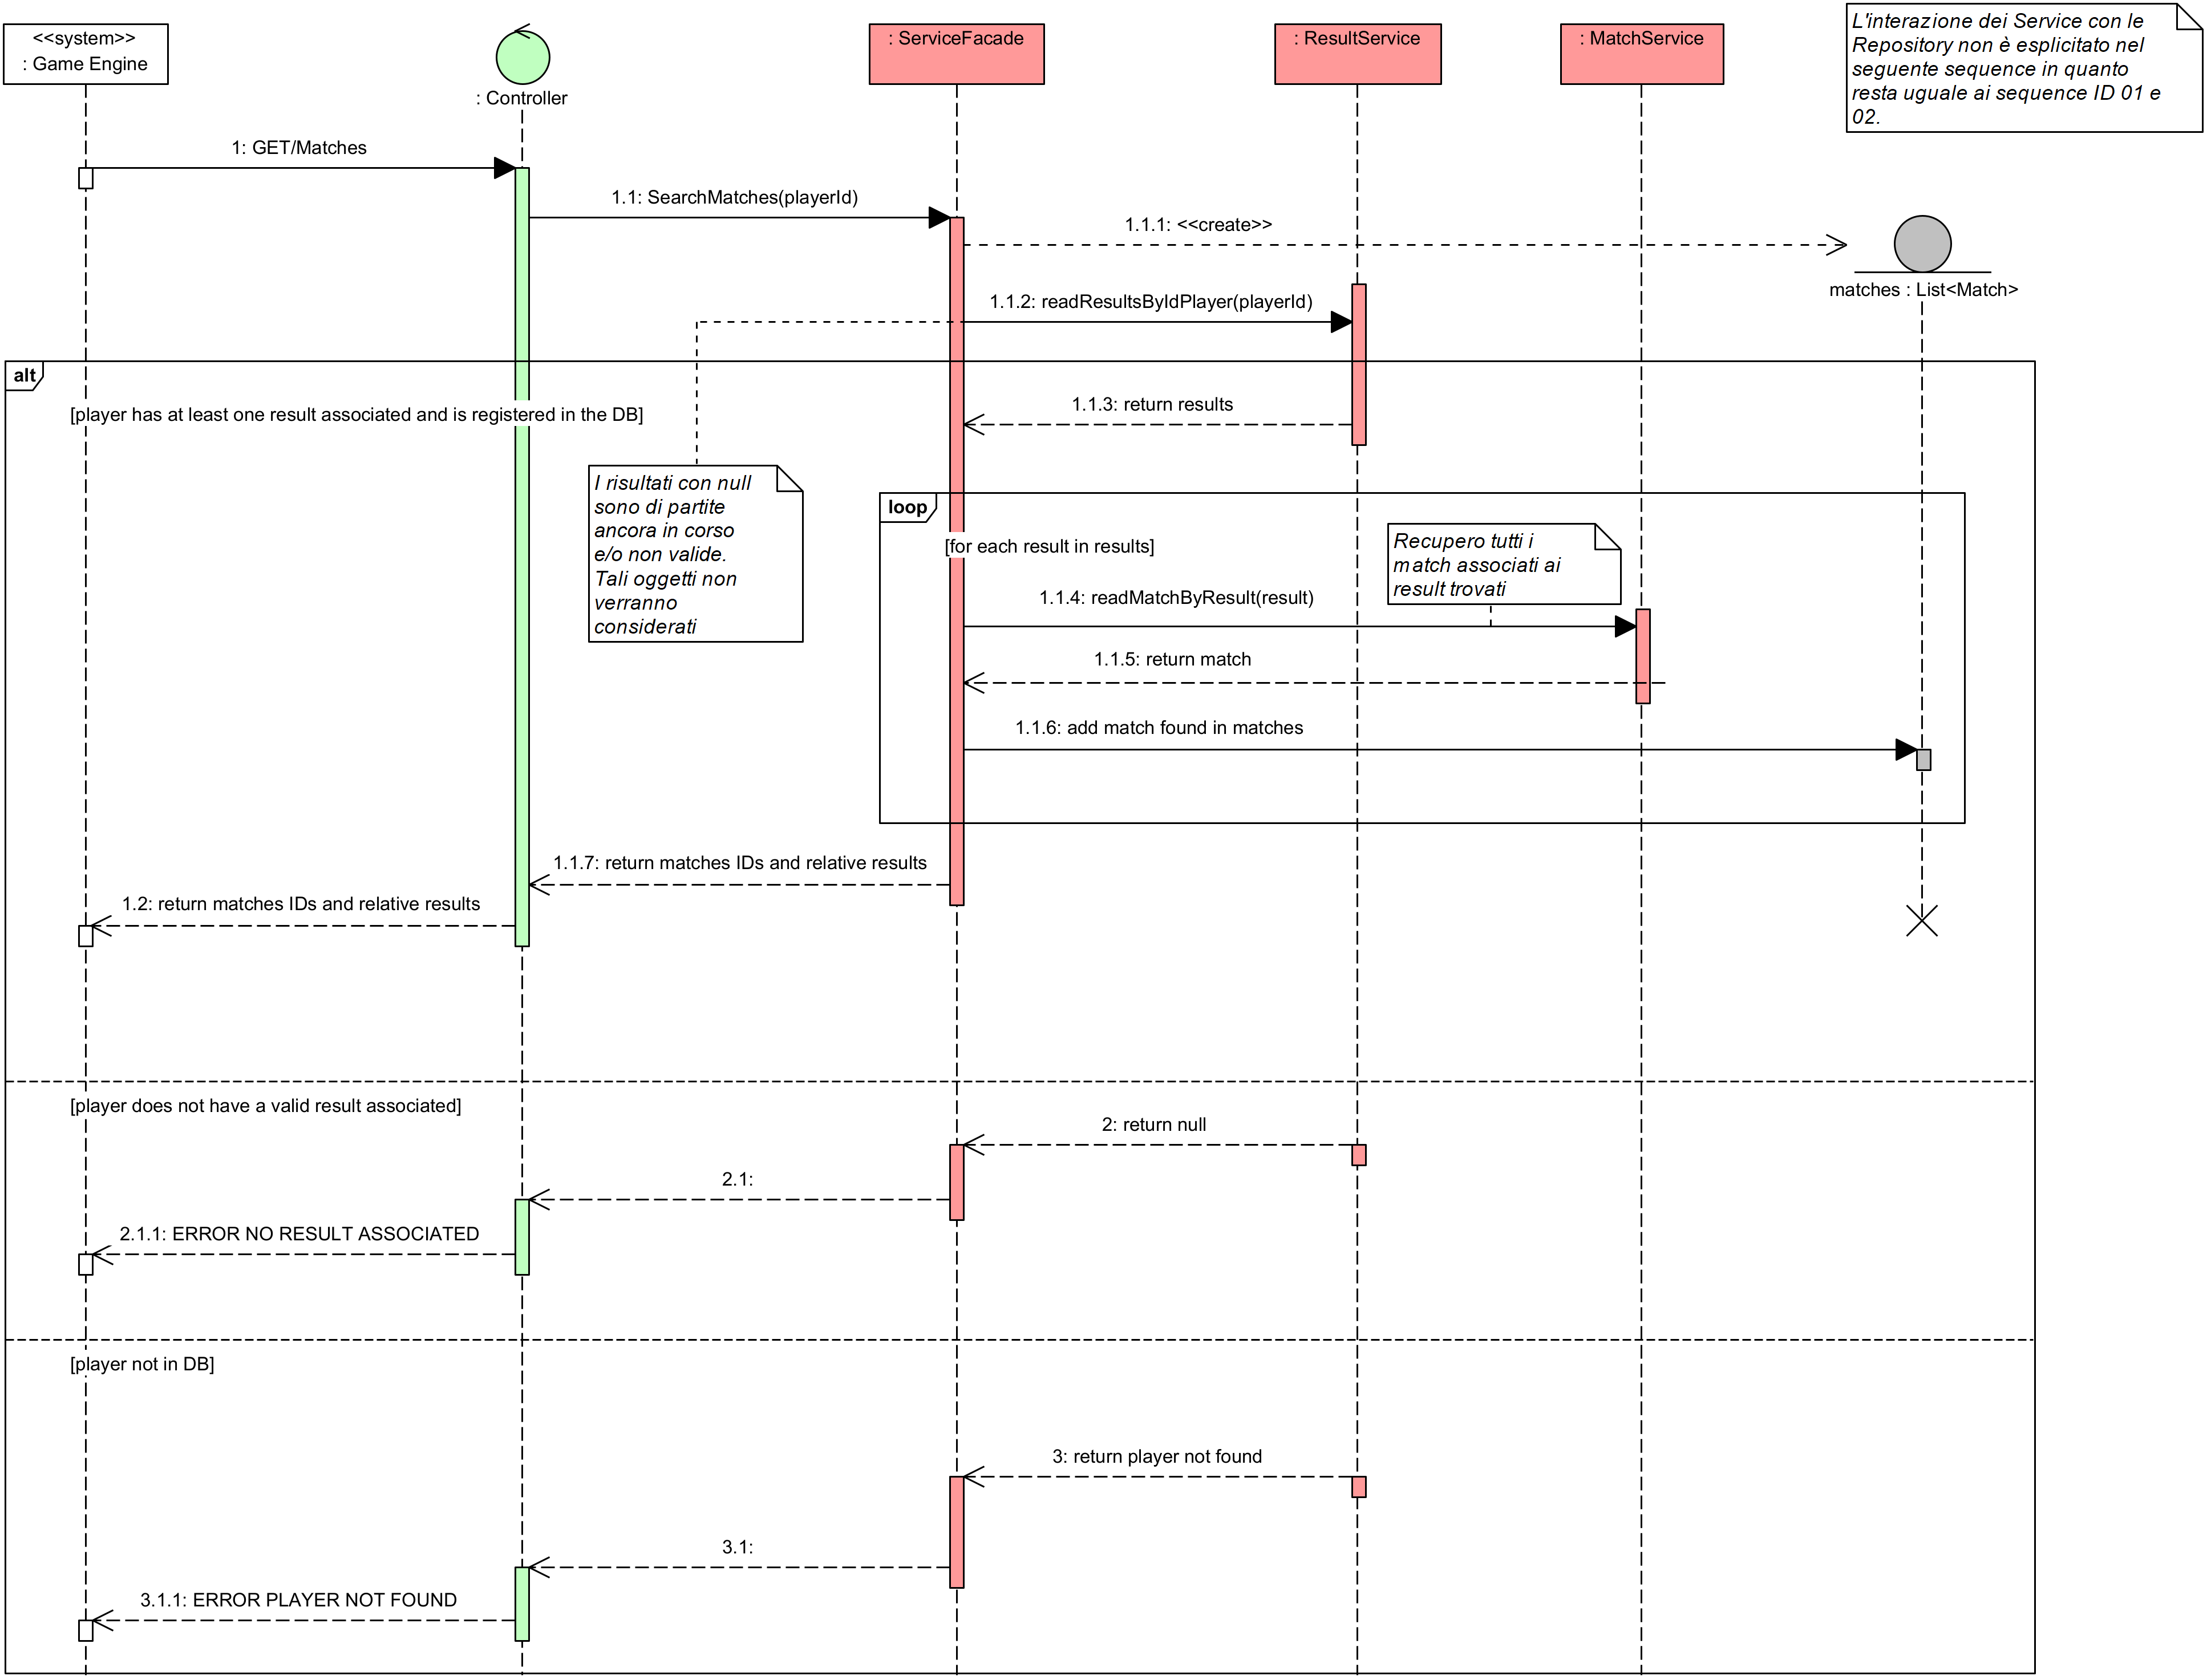 <<system>>
: Game Engine
: Controller
: ServiceFacade
: ResultService
: MatchService
L'interazione dei Service con le
Repository non è esplicitato nel
seguente sequence in quanto
resta uguale ai sequence ID 01 e
02.
1: GET/Matches
1.1: SearchMatches(playerId)
1.1.1: <<create>>
matches : List<Match>
1.1.2: readResultsByIdPlayer(playerId)
alt
[player has at least one result associated and is registered in the DB]
1.1.3: return results
I risultati con null
sono di partite
ancora in corso
e/o non valide.
Tali oggetti non
verranno
considerati
loop
[for each result in results]
Recupero tutti i
match associati ai
result trovati
1.1.4: readMatchByResult(result)
1.1.5: return match
1.1.6: add match found in matches
1.1.7: return matches IDs and relative results
1.2: return matches IDs and relative results
[player does not have a valid result associated]
2: return null
2.1:
2.1.1: ERROR NO RESULT ASSOCIATED
[player not in DB]
3: return player not found
3.1:
3.1.1: ERROR PLAYER NOT FOUND